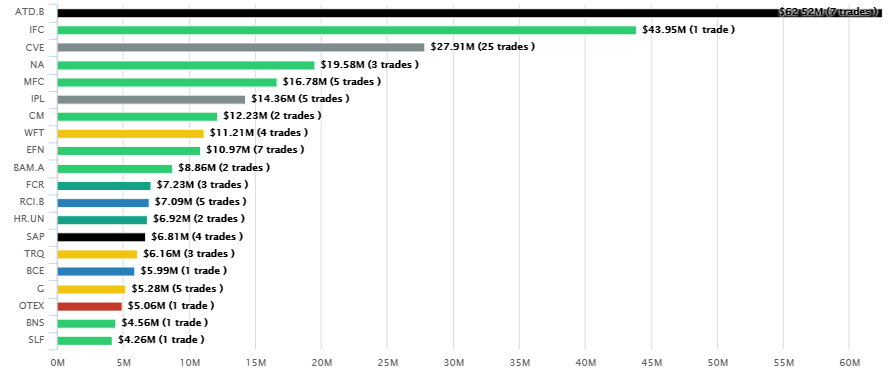 ATD.B $62.52M (7 trades )
IFC $43.95M (1 trade )
CVE $27.91M (25 trades )
NA $19.58M (3 trades )
MFC $16.78M (5 trades )
IPL $14.36M (5 trades )
CM $12.23M (2 trades )
WFT $11.21M (4 trades )
EFN $10.97M (7 trades )
BAM.A $8.86M (2 trades )
FCR $7.23M (3 trades )
RCI.B $7.09M (5 trades )
HR.UN $6.92M (2 trades )
SAP $6.81M (4 trades )
TRQ $6.16M (3 trades )
BCE $5.99M (1 trade )
G $5.28M (5 trades )
OTEX $5.06M (1 trade )
BNS $4.56M (1 trade )
SLF $4.26M (1 trade )
0M 5M 10M 15M 20M 25M 30M 35M 40M 45M 50M 55M 60M